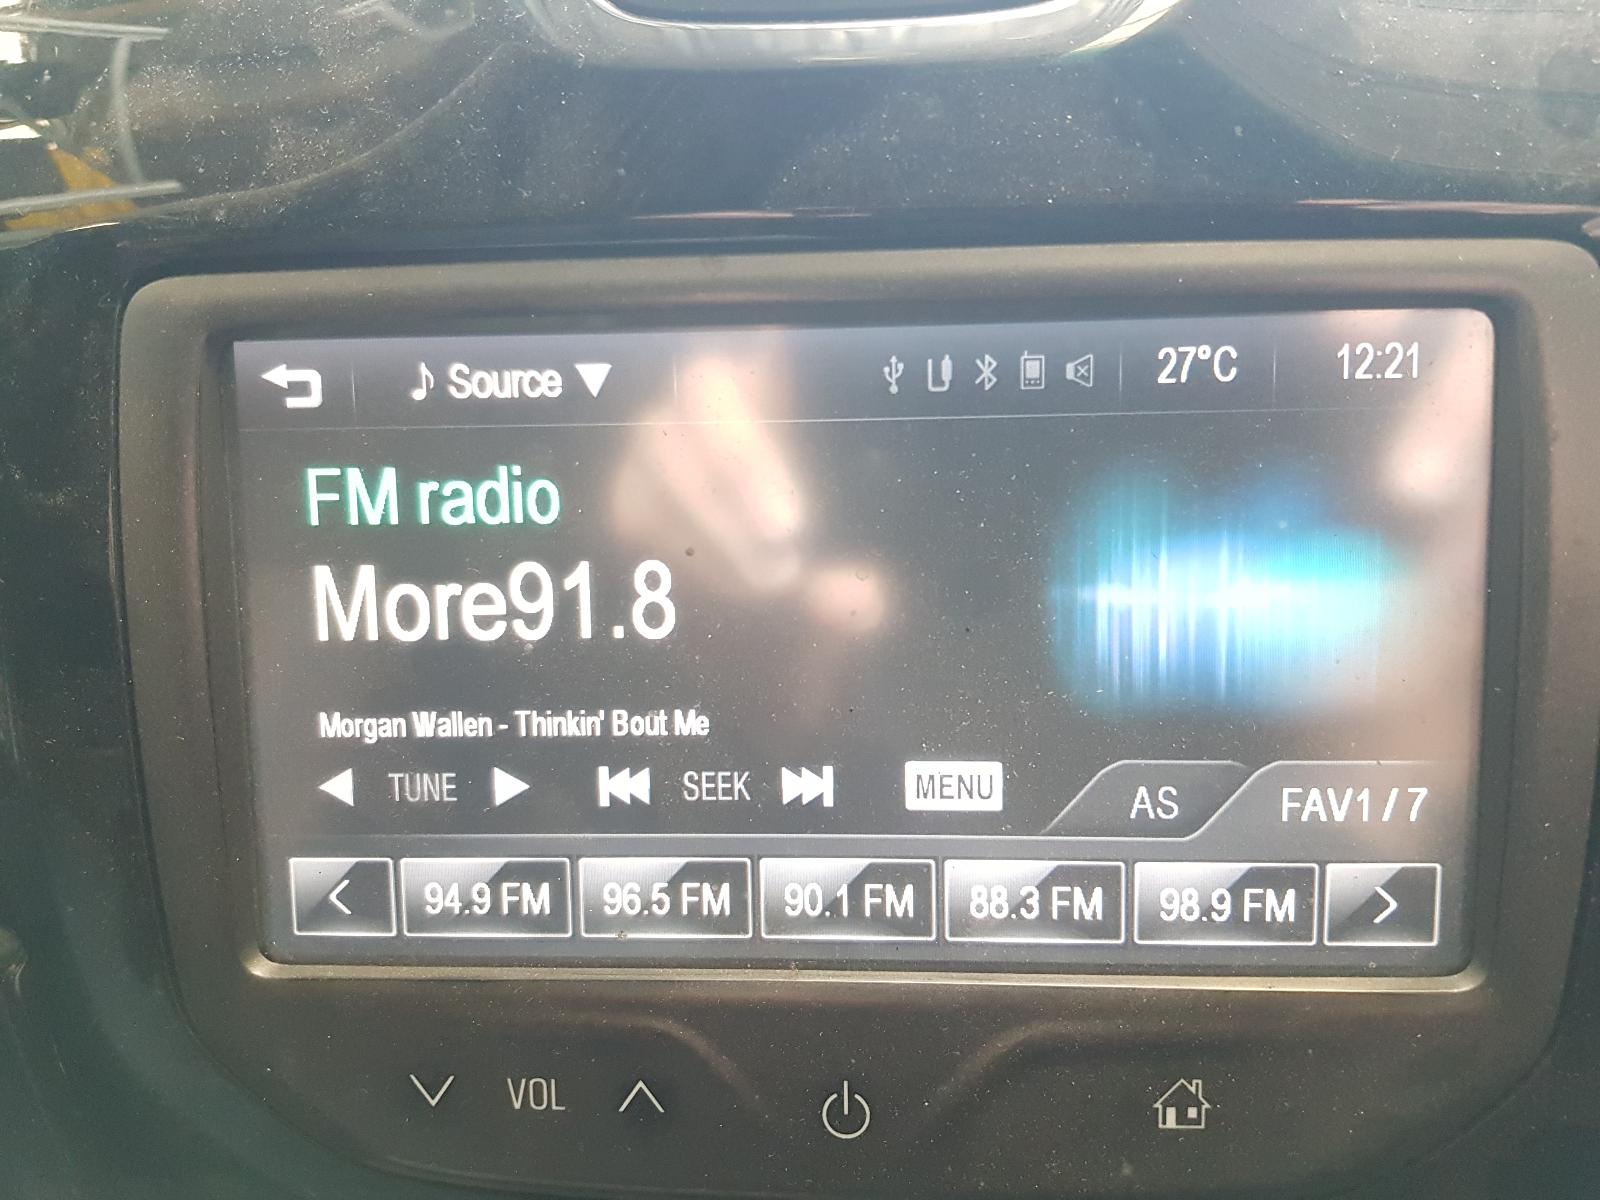 Source
27°C
12:21
FM radio
More91.8
Morgan Wallen - Thinkin' Bout Me
TUNE
SEEK
MENU
AS
FAV1/7
94.9 FM
96.5 FM
90.1 FM
88.3 FM
98.9 FM
VOL